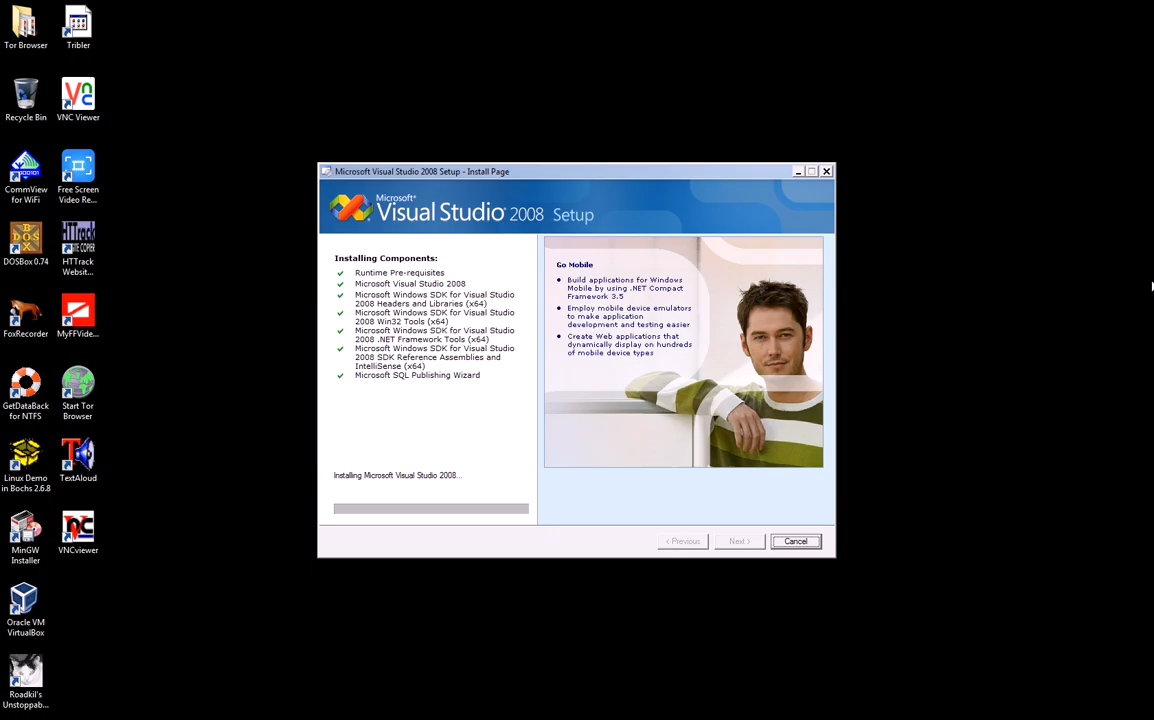 Tor Browser
Tribler
Recycle Bin
VNC Viewer
CommView
for WiFi
Free Screen
Video Re...
DOSBox 0.74
HTTrack
Website...
FoxRecorder
MyFFVide...
GetDataBack
for NTFS
Start Tor
Browser
Linux Demo
in Bochs 2.6.8
TextAloud
MinGW
Installer
VNCviewer
Oracle VM
VirtualBox
Roadkil's
Unstoppab...
Microsoft Visual Studio 2008 Setup - Install Page
Microsoft®
Visual Studio® 2008 Setup
Installing Components:
Runtime Pre-requisites
Microsoft Visual Studio 2008
Microsoft Windows SDK for Visual Studio
2008 Headers and Libraries (x64)
Microsoft Windows SDK for Visual Studio
2008 Win32 Tools (x64)
Microsoft Windows SDK for Visual Studio
2008 .NET Framework Tools (x64)
Microsoft Windows SDK for Visual Studio
2008 SDK Reference Assemblies and
IntelliSense (x64)
Microsoft SQL Publishing Wizard
Installing Microsoft Visual Studio 2008...
Go Mobile
Build applications for Windows
Mobile by using .NET Compact
Framework 3.5
Employ mobile device emulators
to make application
development and testing easier
Create Web applications that
dynamically display on hundreds
of mobile device types
< Previous
Next >
Cancel